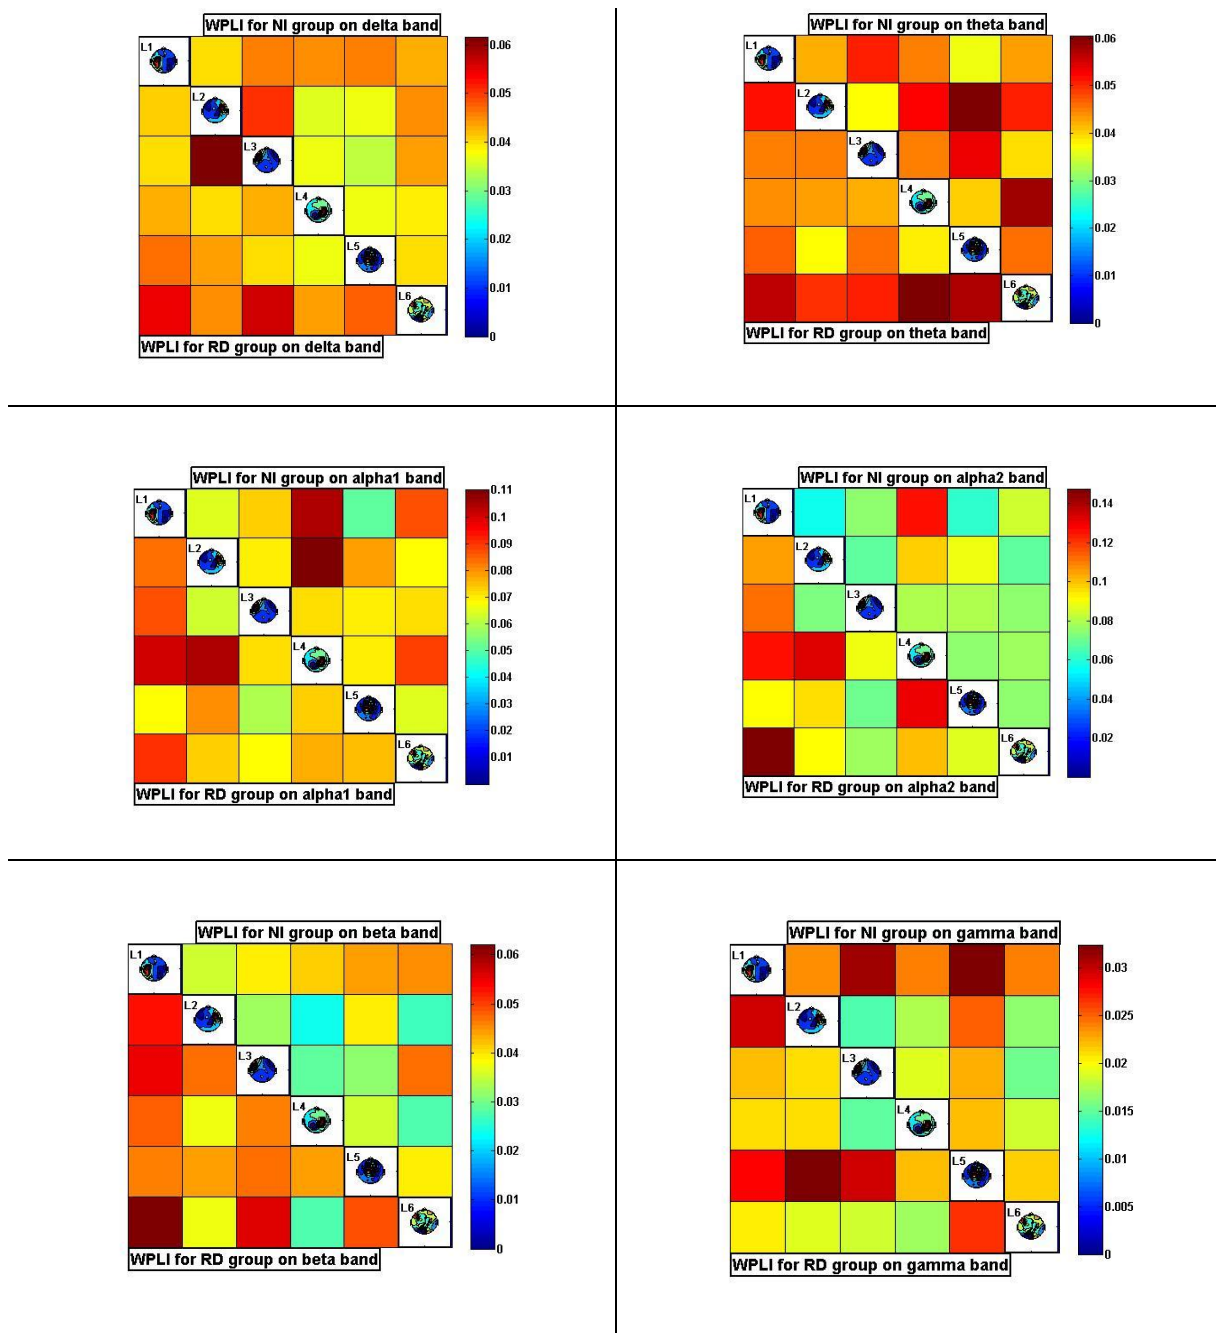 WPLI for NI group on delta band
L1
L2
L3
L4
L5
L6
0.06
0.05
0.04
0.03
0.02
0.01
0
WPLI for RD group on delta band
WPLI for NI group on theta band
L1
L2
L3
L4
L5
L6
0.06
0.05
0.04
0.03
0.02
0.01
0
WPLI for RD group on theta band
WPLI for NI group on alpha1 band
L1
L2
L3
L4
L5
L6
0.11
0.1
0.09
0.08
0.07
0.06
0.05
0.04
0.03
0.02
0.01
WPLI for RD group on alpha1 band
WPLI for NI group on alpha2 band
L1
L2
L3
L4
L5
L6
0.14
0.12
0.1
0.08
0.06
0.04
0.02
WPLI for RD group on alpha2 band
WPLI for NI group on beta band
L1
L2
L3
L4
L5
L6
0.06
0.05
0.04
0.03
0.02
0.01
0
WPLI for RD group on beta band
WPLI for NI group on gamma band
L1
L2
L3
L4
L5
L6
0.03
0.025
0.02
0.015
0.01
0.005
0
WPLI for RD group on gamma band